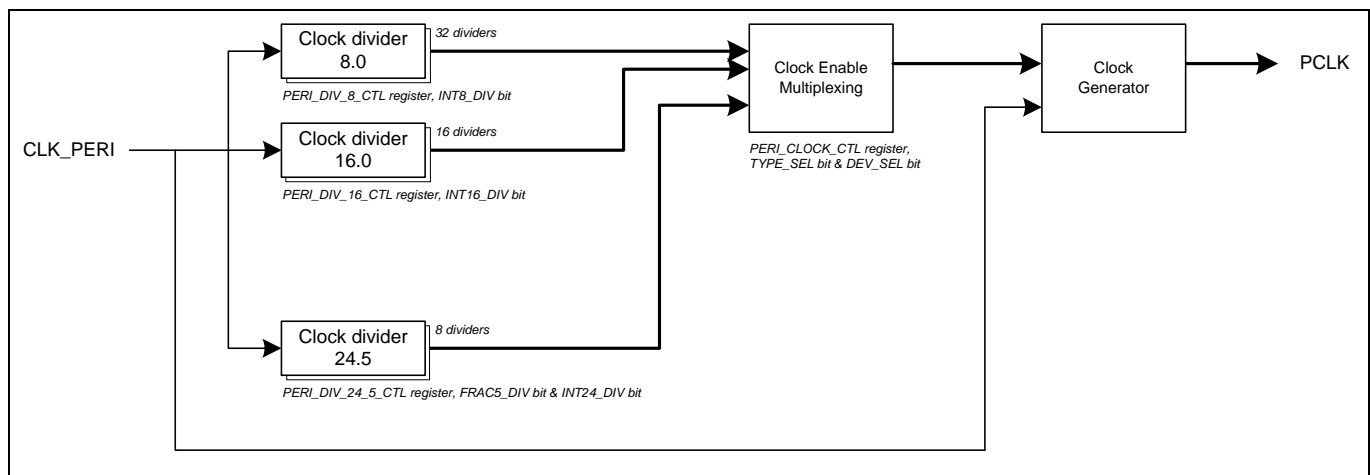 32 dividers
Clock divider
8.0
PERI_DIV_8_CTL register, INT8_DIV bit
CLK_PERI
16 dividers
Clock divider
16.0
PERI_DIV_16_CTL register, INT16_DIV bit
8 dividers
Clock divider
24.5
PERI_DIV_24_5_CTL register, FRAC5_DIV bit & INT24_DIV bit
Clock Enable
Multiplexing
PERI_CLOCK_CTL register,
TYPE_SEL bit & DEV_SEL bit
Clock
Generator
PCLK